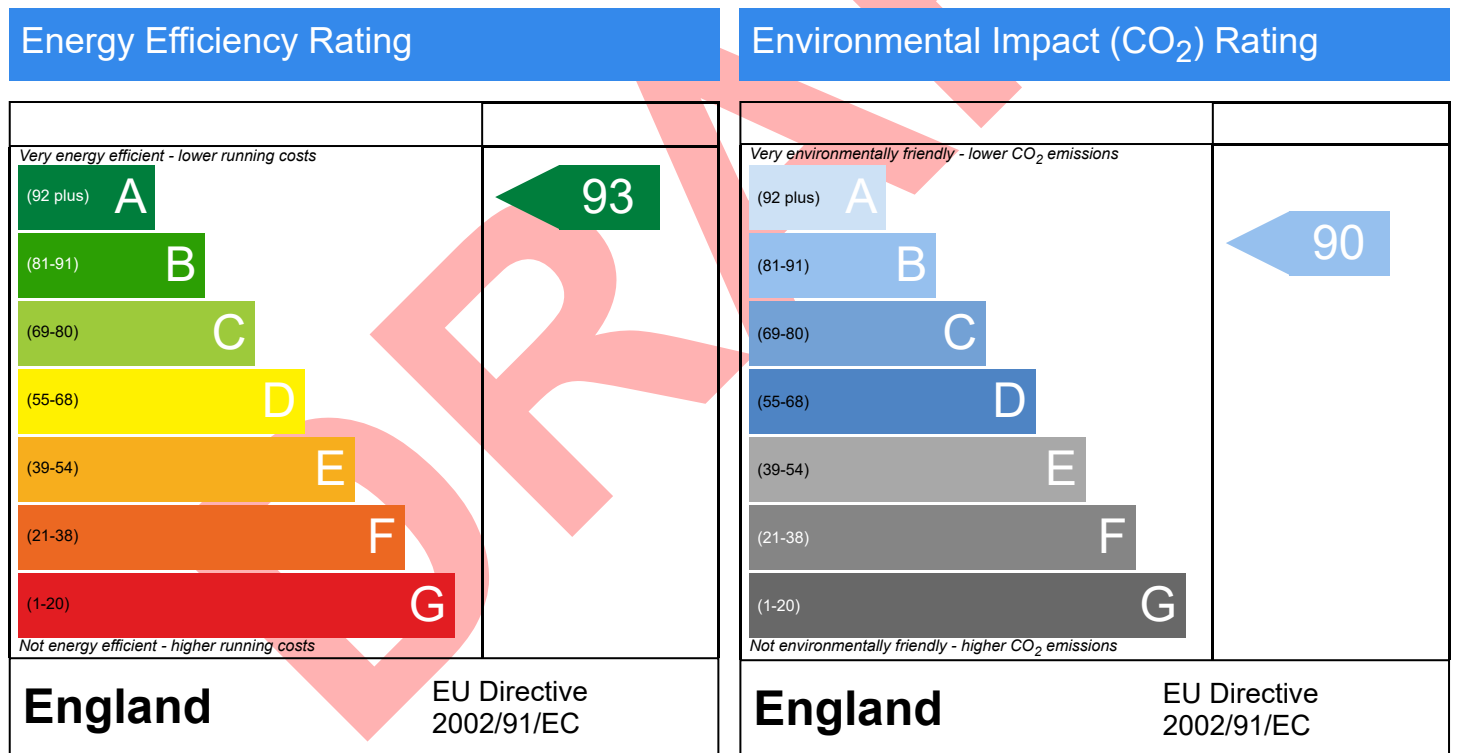 Energy Efficiency Rating
Very energy efficient - lower running costs
(92 plus) A
93
(81-91) B
(69-80) C
(55-68) D
(39-54) E
(21-38) F
(1-20) G
Not energy efficient - higher running costs
England
EU Directive
2002/91/EC
Environmental Impact (CO₂) Rating
Very environmentally friendly - lower CO₂ emissions
(92 plus) A
(81-91) B
90
(69-80) C
(55-68) D
(39-54) E
(21-38) F
(1-20) G
Not environmentally friendly - higher CO₂ emissions
England
EU Directive
2002/91/EC
DRA